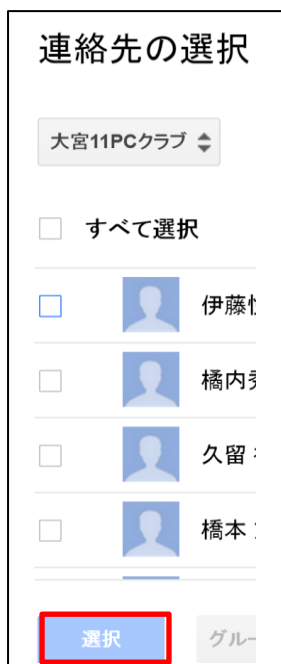 連絡先の選択
大宮11PCクラブ
すべて選択
伊藤
橘内
久留
橋本
選択
グルー